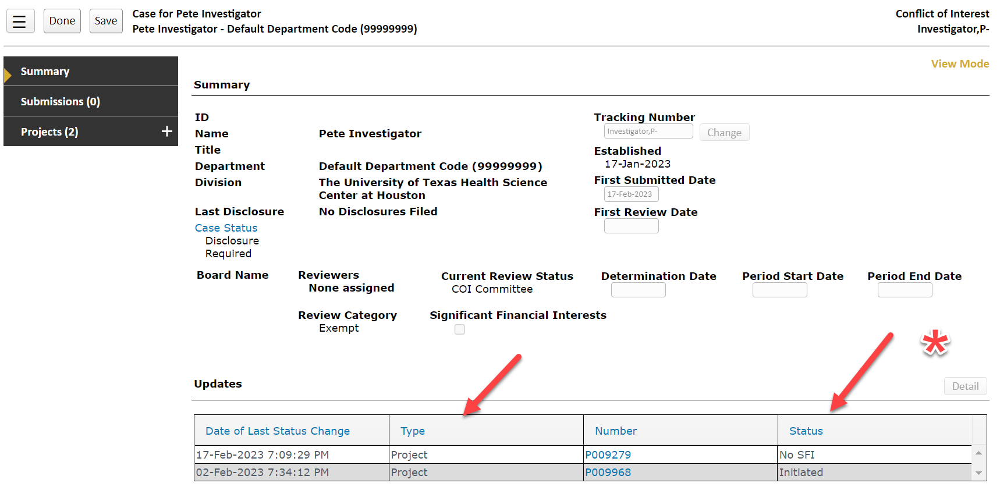 Done
Save
Case for Pete Investigator
Pete Investigator - Default Department Code (99999999)
Conflict of Interest
Investigator,P-
Summary
Submissions (0)
Projects (2) +
View Mode
Summary
ID
Name Pete Investigator
Title
Department Default Department Code (99999999)
Division The University of Texas Health Science
Center at Houston
Last Disclosure No Disclosures Filed
Case Status
Disclosure
Required
Tracking Number
Investigator,P- Change
Established
17-Jan-2023
First Submitted Date
17-Feb-2023
First Review Date
Board Name Reviewers Current Review Status Determination Date Period Start Date Period End Date
None assigned COI Committee
Review Category Significant Financial Interests
Exempt
*
Updates Detail
Date of Last Status Change Type Number Status
17-Feb-2023 7:09:29 PM Project P009279 No SFI
02-Feb-2023 7:34:12 PM Project P009968 Initiated